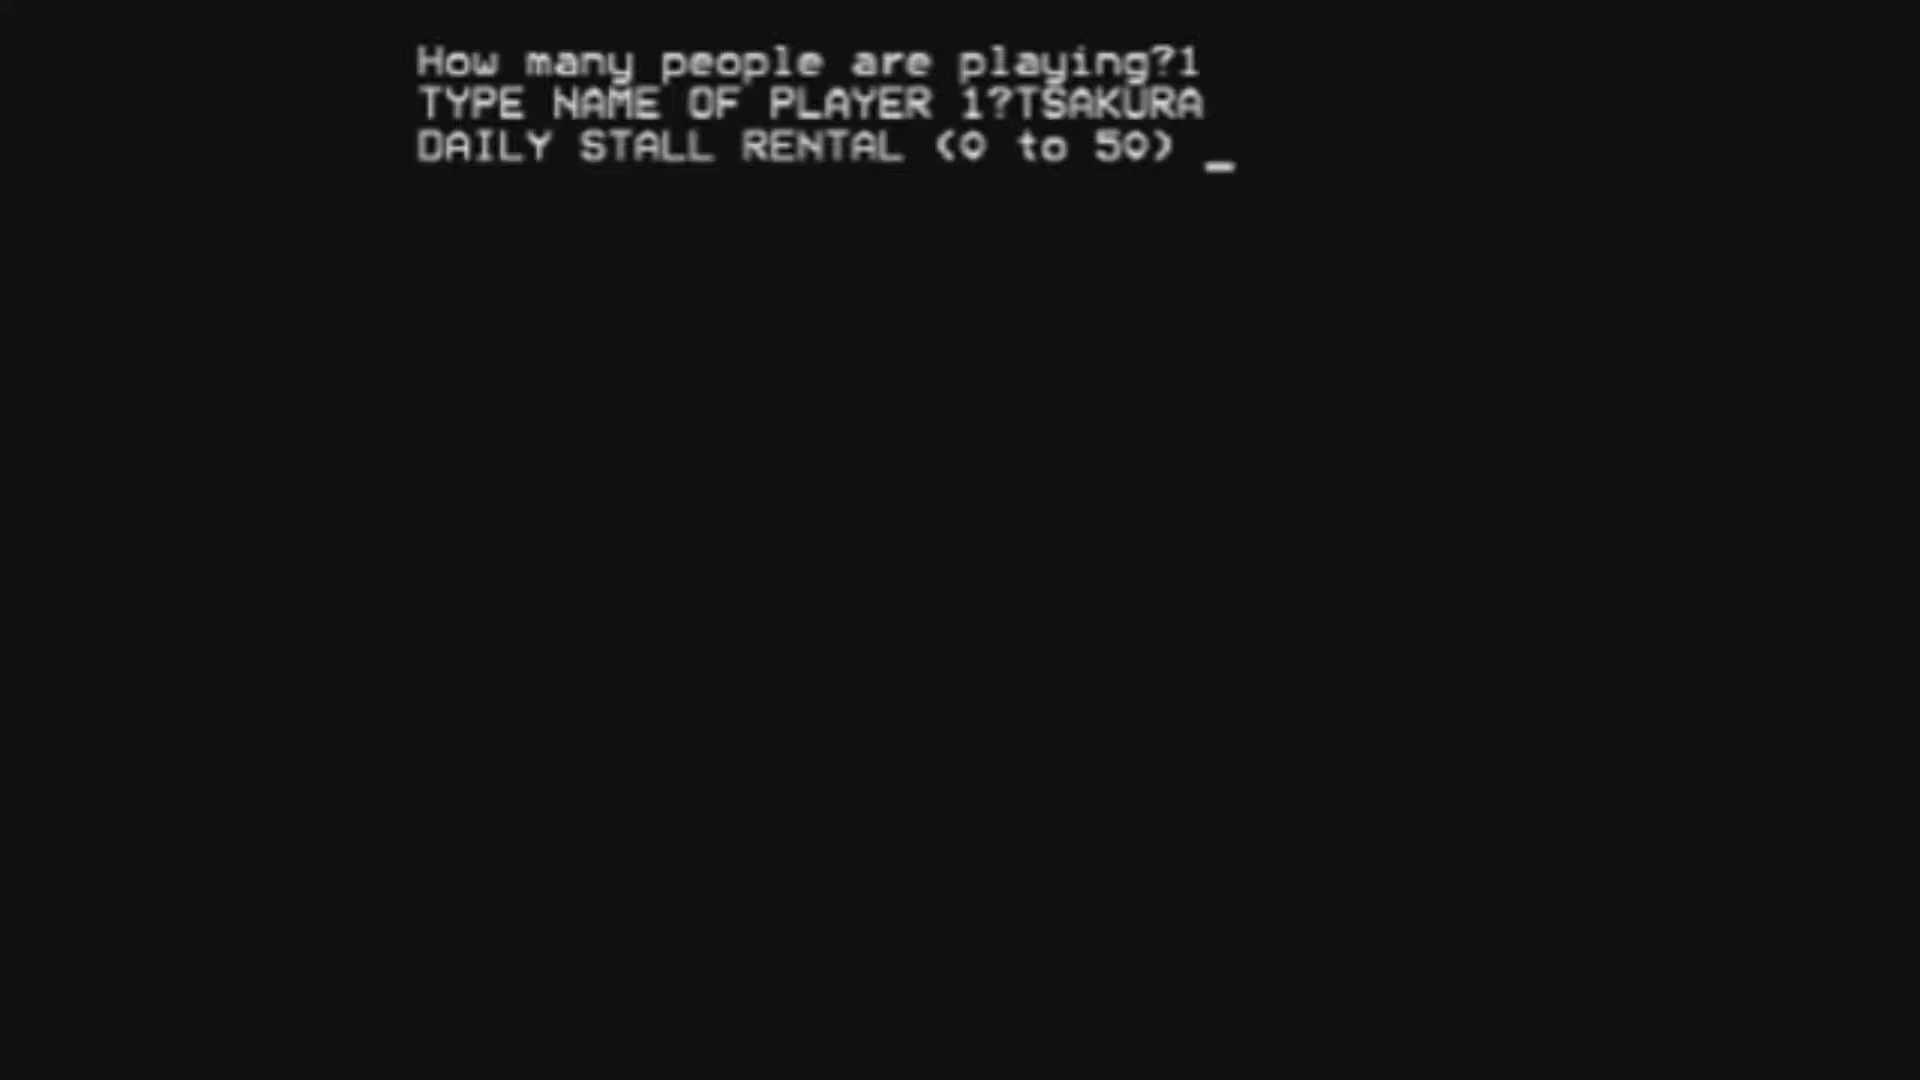 How many people are playing?1
TYPE NAME OF PLAYER 1?TSAKURA
DAILY STALL RENTAL (0 to 50) _